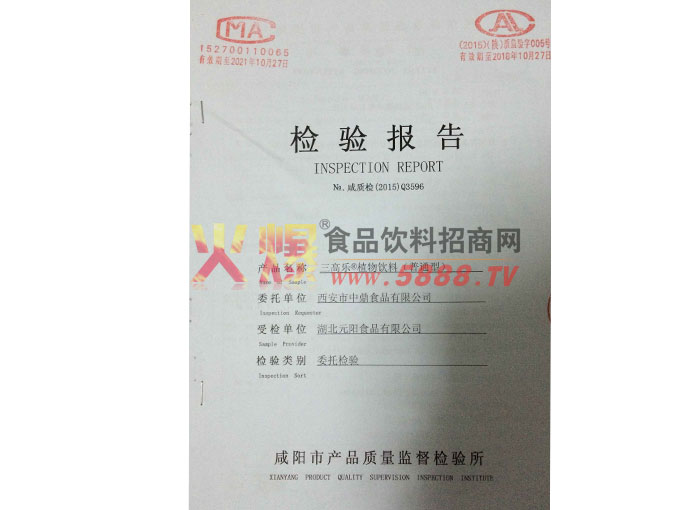 MA
152700110065
有效期至2021年10月27日
CAL
(2015)(陕)质监验字005号
有效期至2018年10月27日
检验报告
INSPECTION REPORT
No. 咸质检(2015)Q3596
火爆®食品饮料招商网
www.5888.TV
产品名称 三高乐®植物饮料(普通型)
Name of Sample
委托单位 西安市中鼎食品有限公司
Inspection Requester
受检单位 湖北元阳食品有限公司
Sample Provider
检验类别 委托检验
Inspection Sort
咸阳市产品质量监督检验所
XIANYANG PRODUCT QUALITY SUPERVISION INSPECTION INSTITUTE